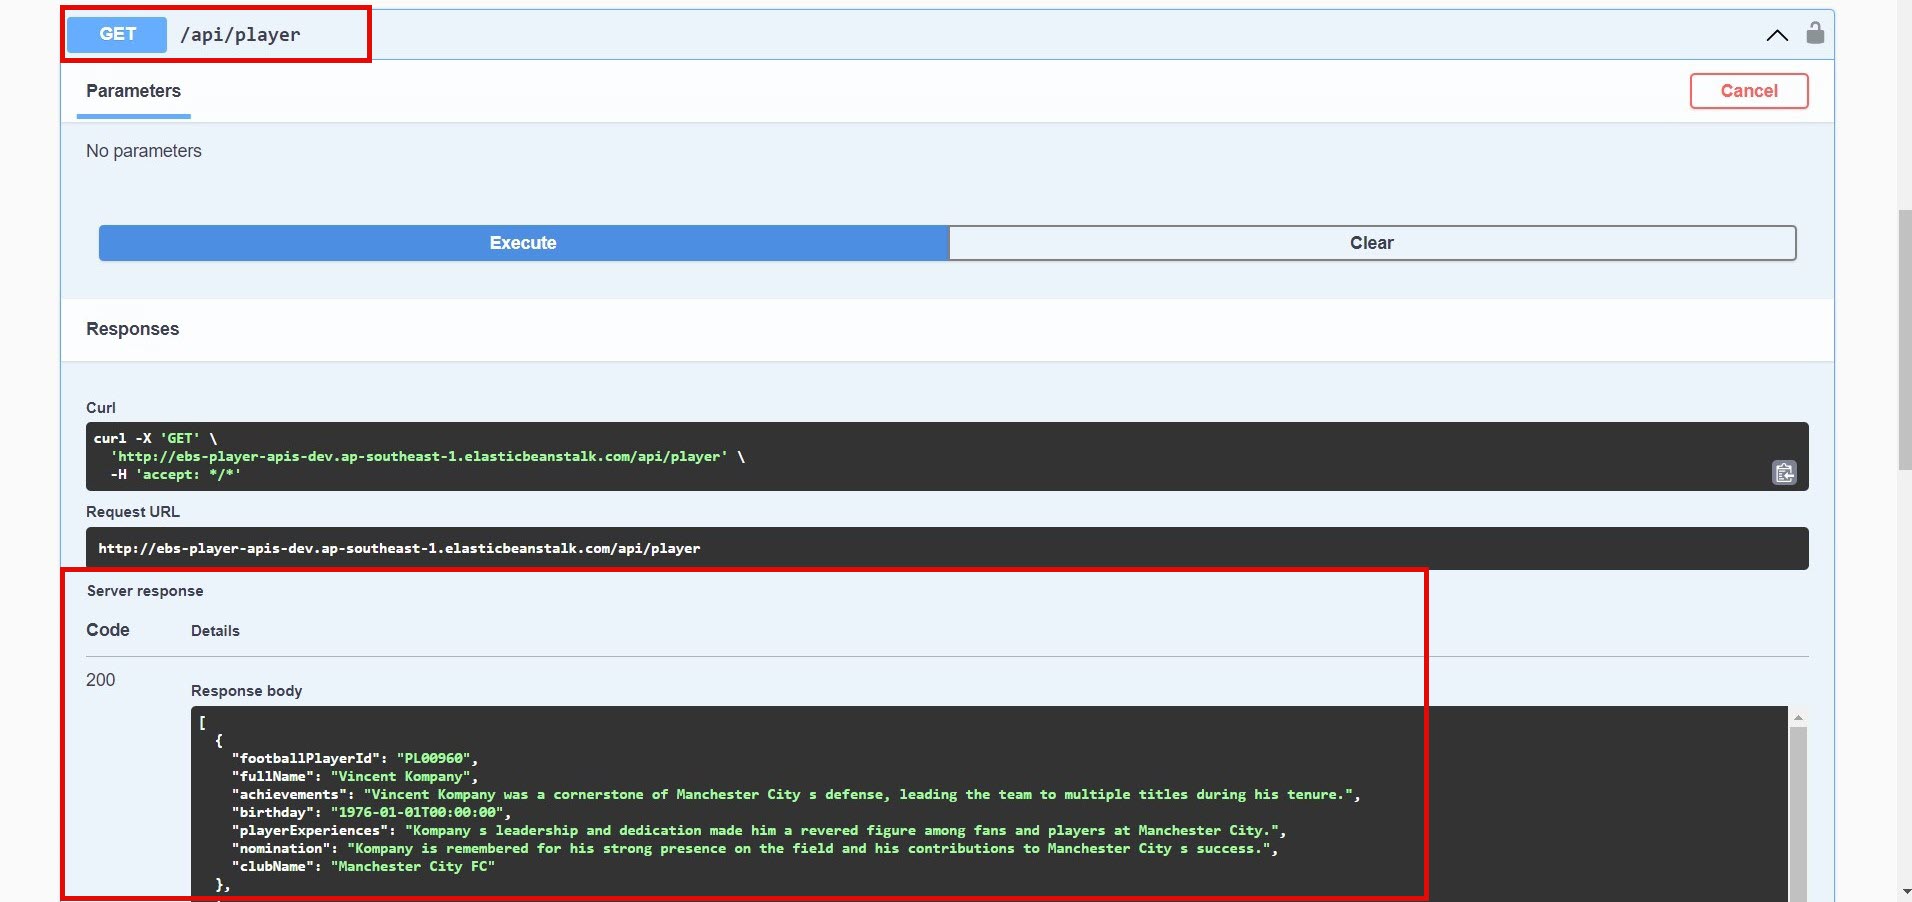 GET /api/player
Parameters
Cancel
No parameters
Execute
Clear
Responses
Curl
curl -X 'GET' \
  'http://ebs-player-apis-dev.ap-southeast-1.elasticbeanstalk.com/api/player' \
  -H 'accept: */*'
Request URL
http://ebs-player-apis-dev.ap-southeast-1.elasticbeanstalk.com/api/player
Server response
Code Details
200
Response body
[
  {
    "footballPlayerId": "PL00960",
    "fullName": "Vincent Kompany",
    "achievements": "Vincent Kompany was a cornerstone of Manchester City s defense, leading the team to multiple titles during his tenure.",
    "birthday": "1976-01-01T00:00:00",
    "playerExperiences": "Kompany s leadership and dedication made him a revered figure among fans and players at Manchester City.",
    "nomination": "Kompany is remembered for his strong presence on the field and his contributions to Manchester City s success.",
    "clubName": "Manchester City FC"
  },